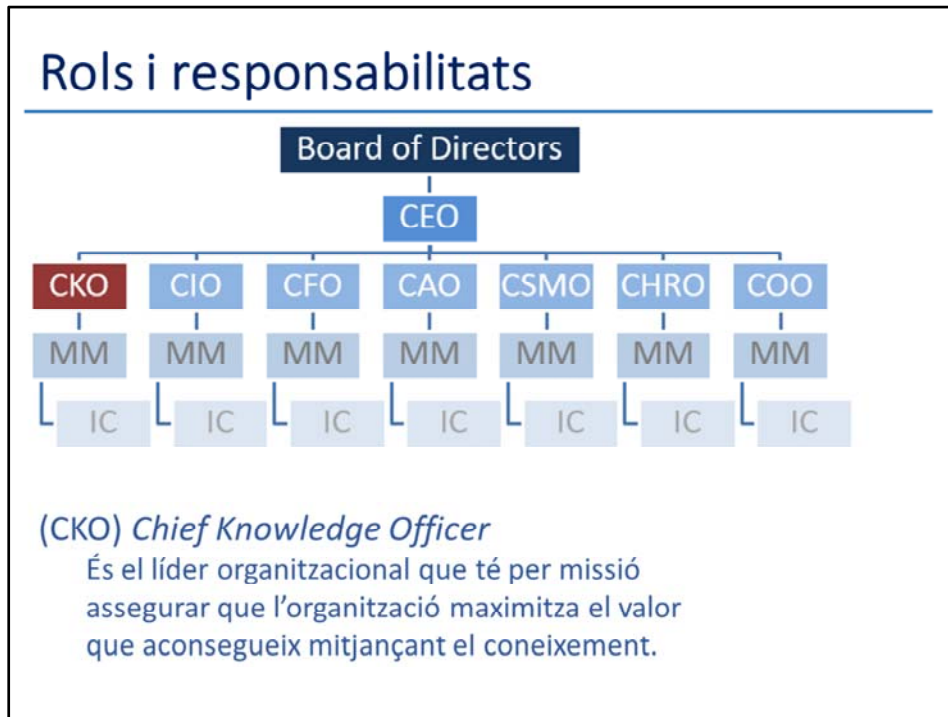 Rols i responsabilitats
Board of Directors
CEO
CKO CIO CFO CAO CSMO CHRO COO
MM MM MM MM MM MM MM
IC IC IC IC IC IC IC
(CKO) Chief Knowledge Officer
És el líder organitzacional que té per missió
assegurar que l’organització maximitza el valor
que aconsegueix mitjançant el coneixement.